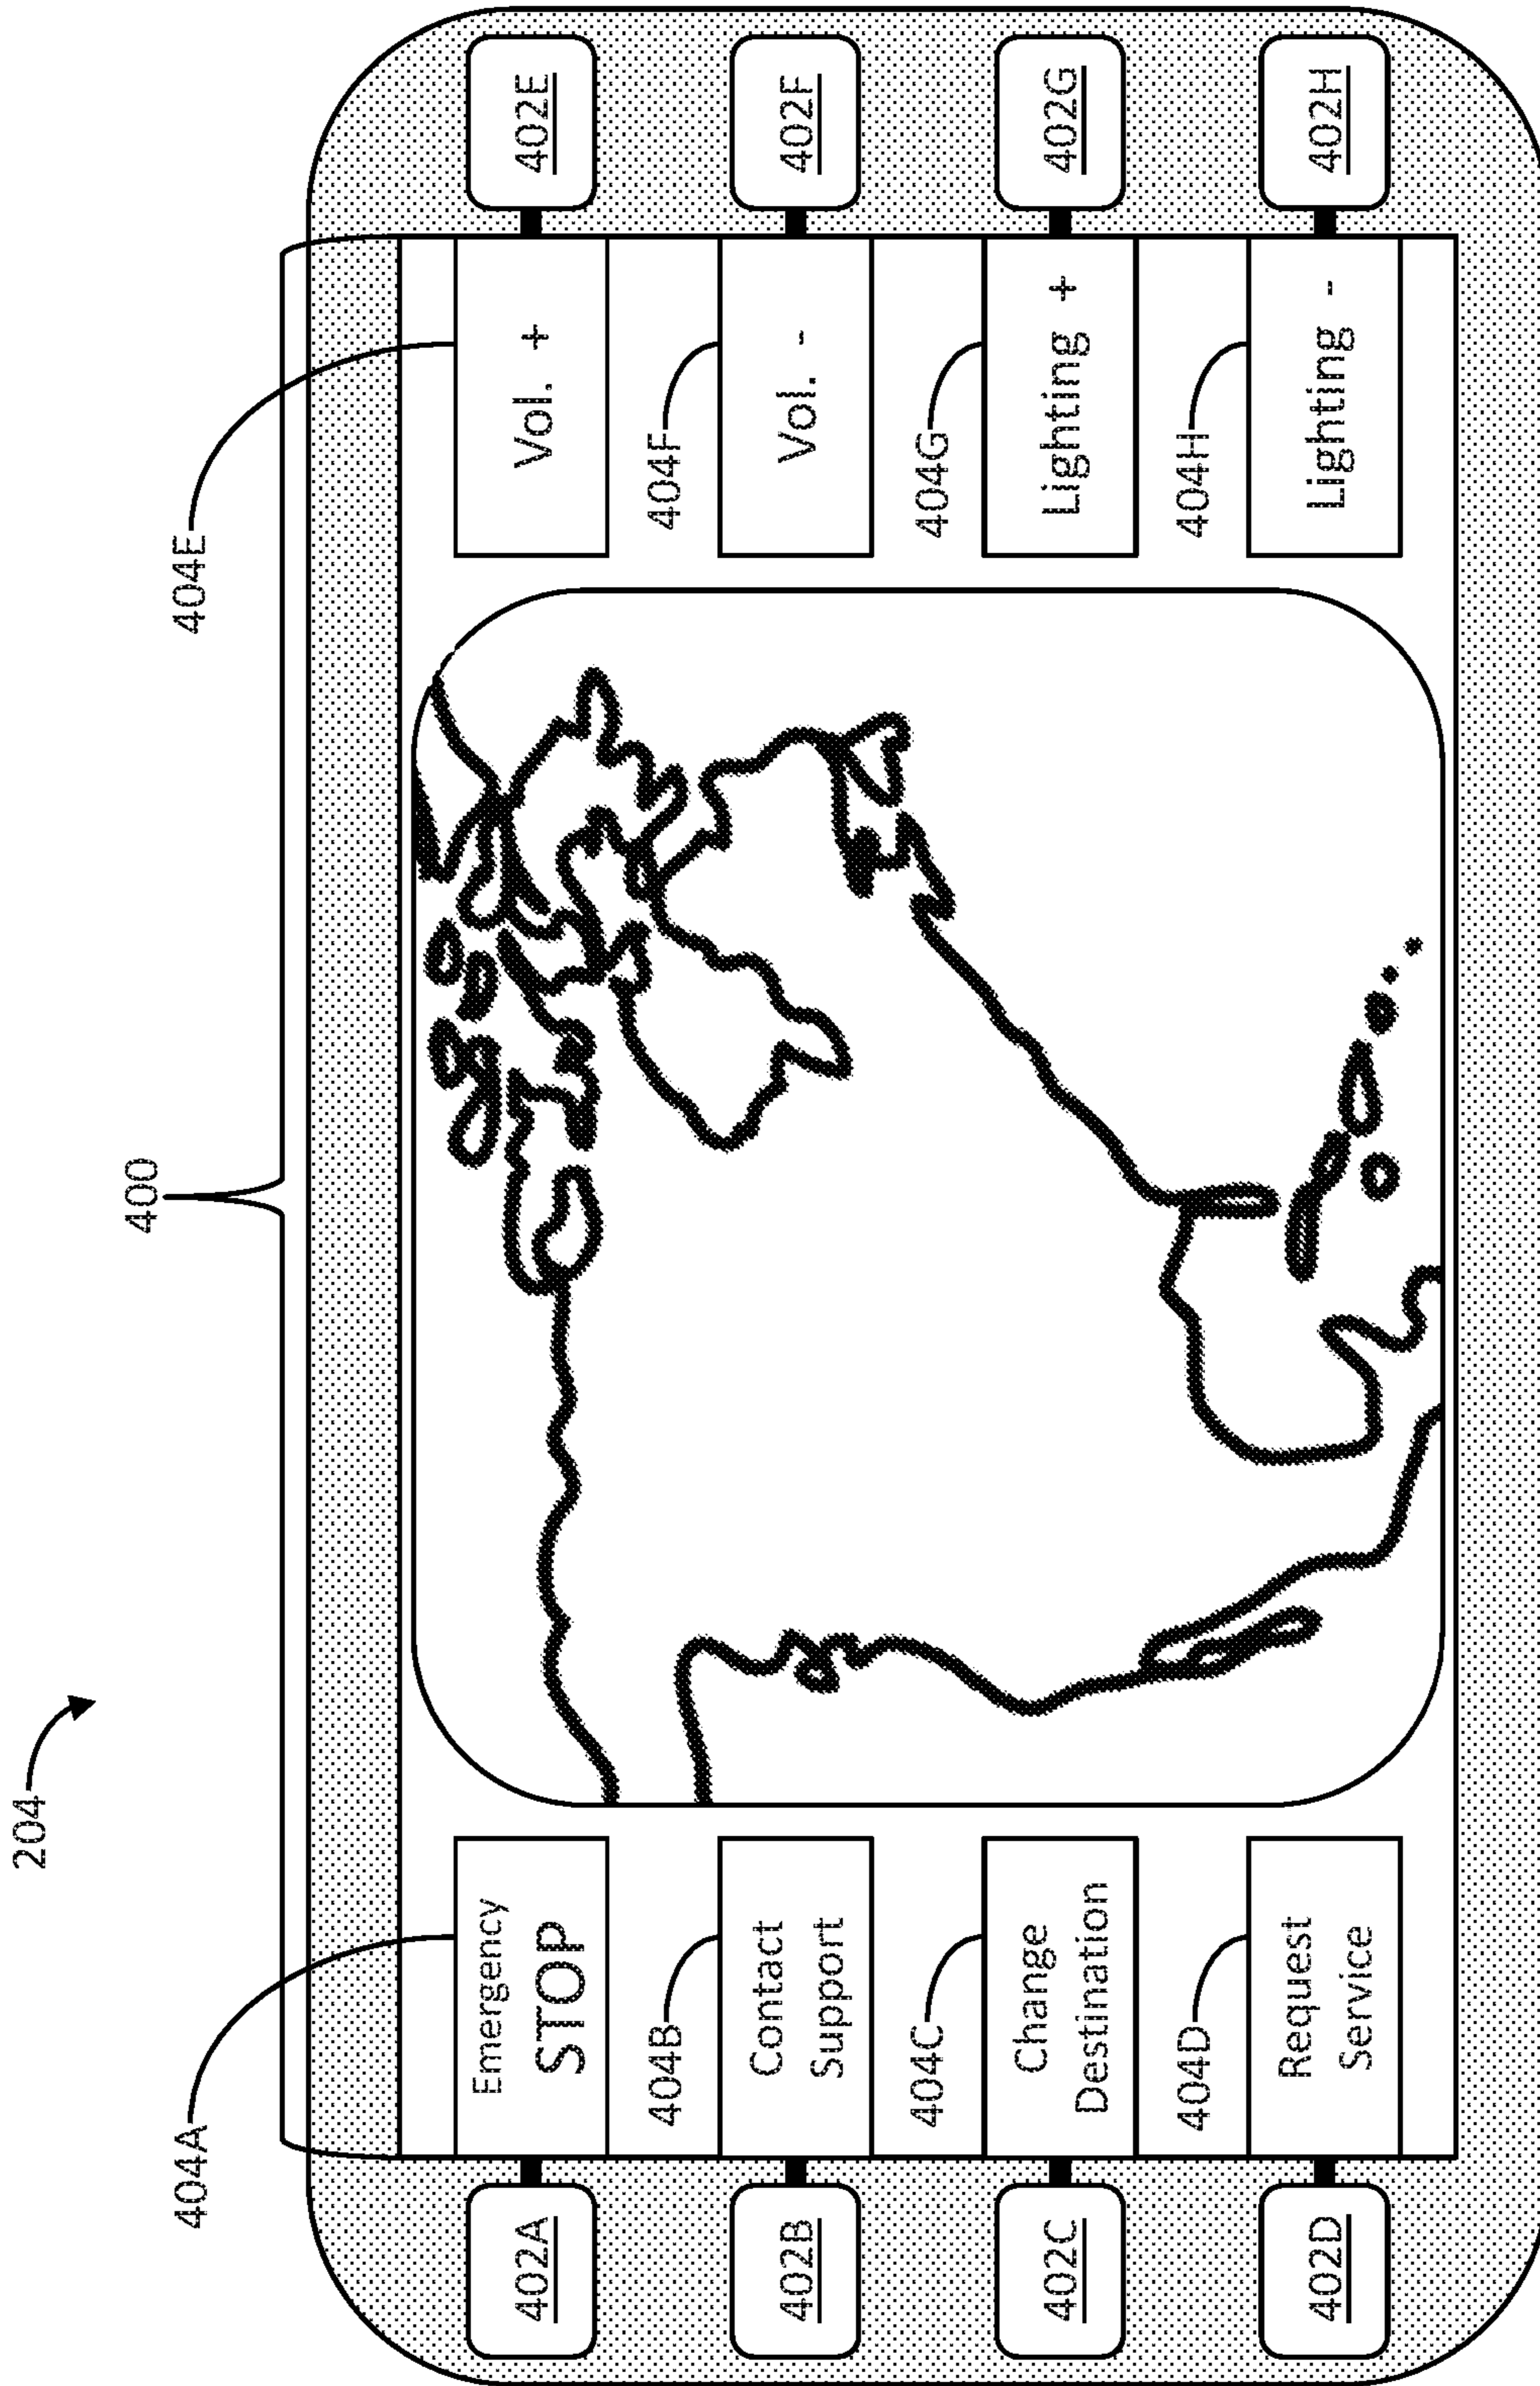 204
400
404A
404E
402A
Emergency
STOP
Vol. +
402E
404B
404F
402B
Contact
Support
Vol. -
402F
404C
404G
402C
Change
Destination
Lighting +
402G
404D
404H
402D
Request
Service
Lighting -
402H